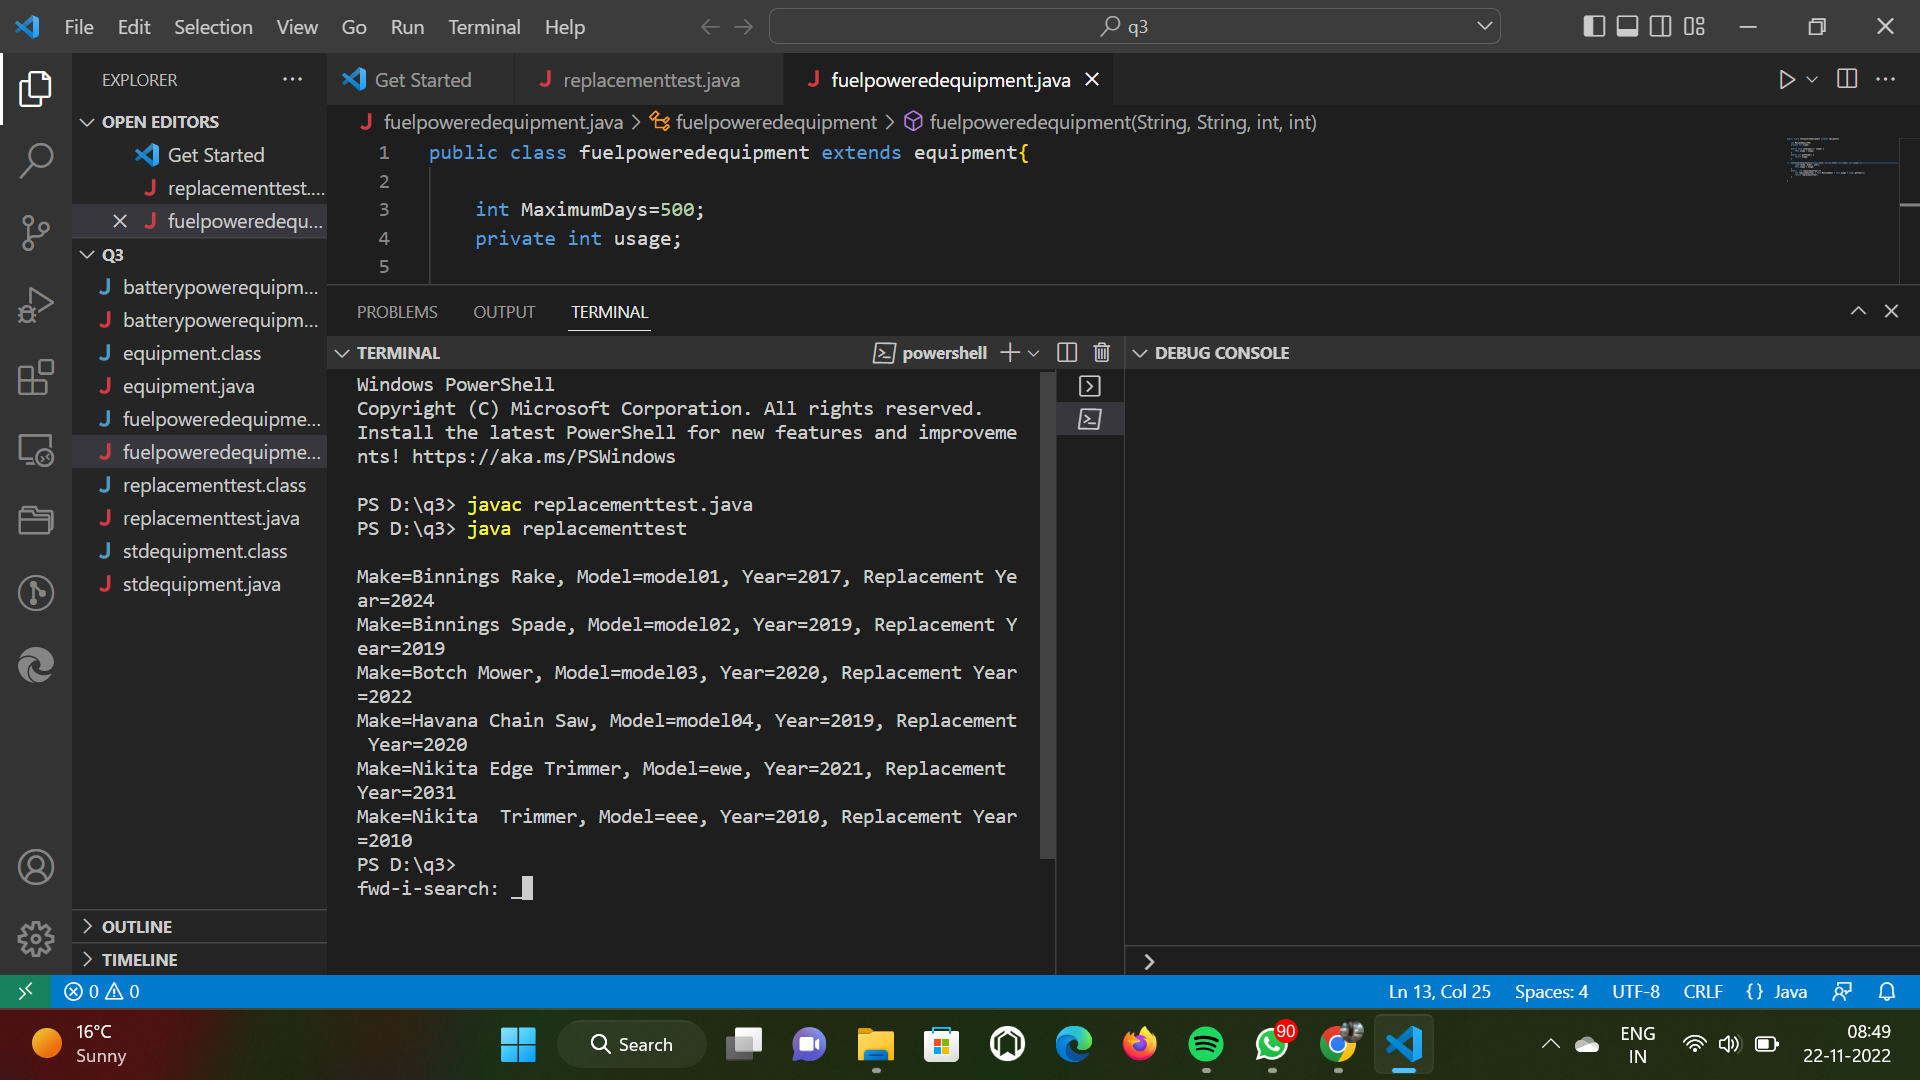 File Edit Selection View Go Run Terminal Help
q3
EXPLORER
Get Started
replacementtest.java
fuelpoweredequipment.java
OPEN EDITORS
Get Started
replacementtest....
fuelpoweredequ...
Q3
batterypowerequipm...
batterypowerequipm...
equipment.class
equipment.java
fuelpoweredequipme...
fuelpoweredequipme...
replacementtest.class
replacementtest.java
stdequipment.class
stdequipment.java
OUTLINE
TIMELINE
fuelpoweredequipment.java > fuelpoweredequipment > fuelpoweredequipment(String, String, int, int)
1 public class fuelpoweredequipment extends equipment{
2
3 int MaximumDays=500;
4 private int usage;
5
PROBLEMS OUTPUT TERMINAL
TERMINAL
powershell
DEBUG CONSOLE
Windows PowerShell
Copyright (C) Microsoft Corporation. All rights reserved.
Install the latest PowerShell for new features and improveme
nts! https://aka.ms/PSWindows
PS D:\q3> javac replacementtest.java
PS D:\q3> java replacementtest
Make=Binnings Rake, Model=model01, Year=2017, Replacement Ye
ar=2024
Make=Binnings Spade, Model=model02, Year=2019, Replacement Y
ear=2019
Make=Botch Mower, Model=model03, Year=2020, Replacement Year
=2022
Make=Havana Chain Saw, Model=model04, Year=2019, Replacement
 Year=2020
Make=Nikita Edge Trimmer, Model=ewe, Year=2021, Replacement
Year=2031
Make=Nikita  Trimmer, Model=eee, Year=2010, Replacement Year
=2010
PS D:\q3>
fwd-i-search: _
0 0
Ln 13, Col 25 Spaces: 4 UTF-8 CRLF {} Java
16°C
Sunny
Search
90
ENG
IN
08:49
22-11-2022